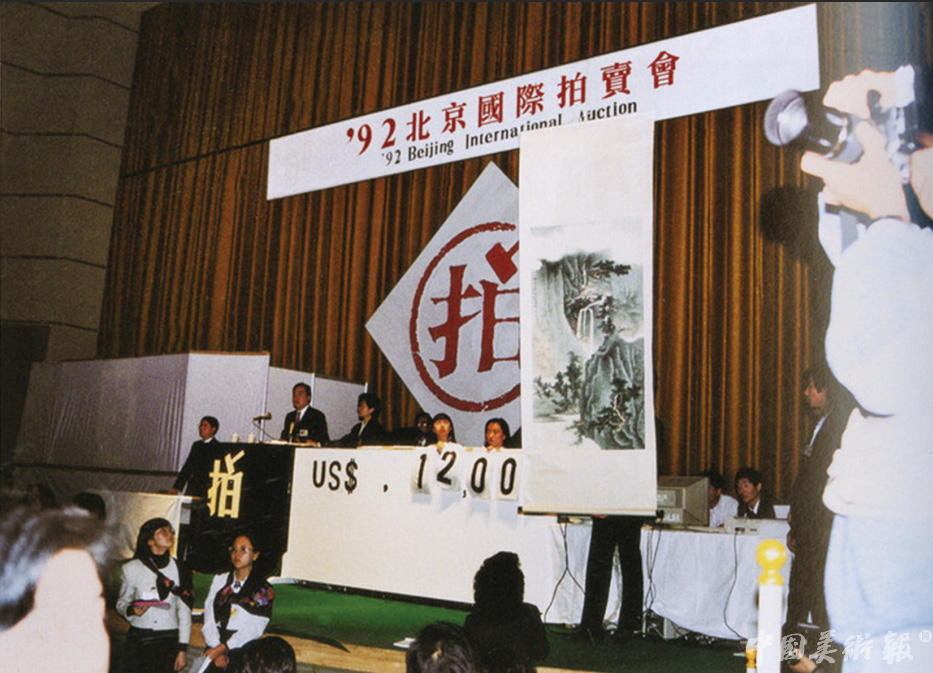 '92北京國際拍賣會
'92 Beijing International Auction
拍
拍
US$ . 12,00
中国美術報